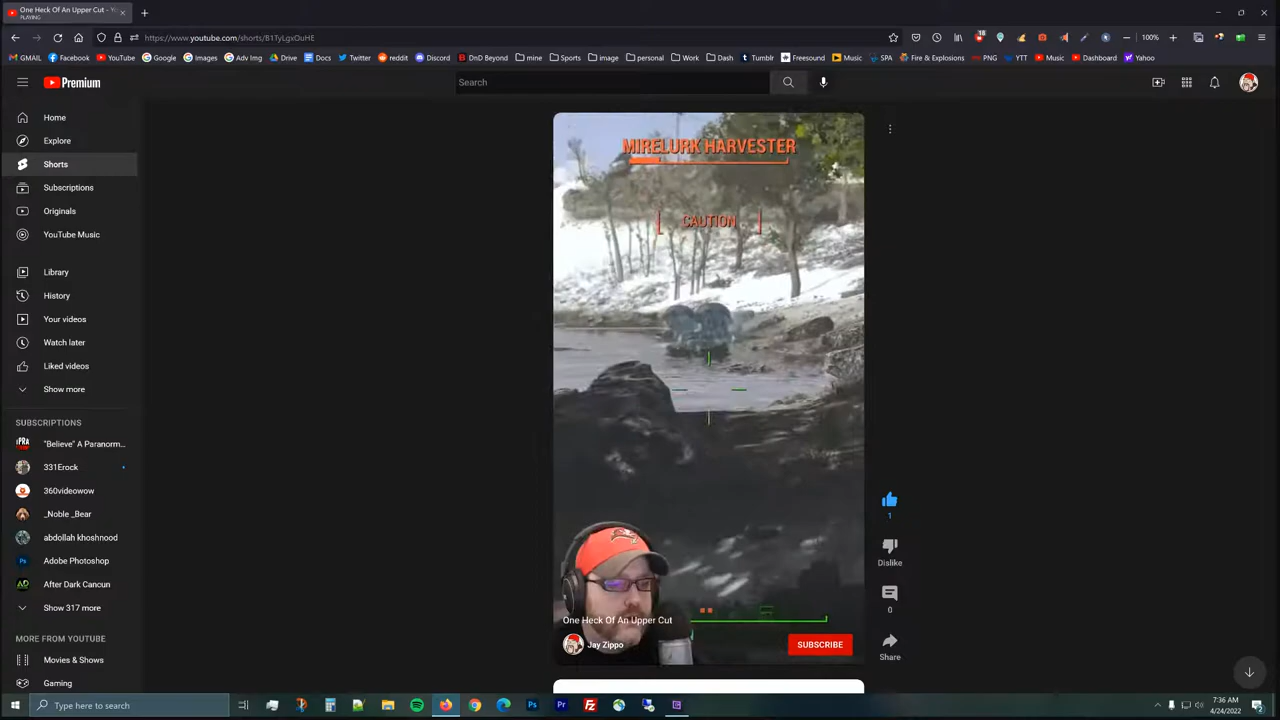 One Heck Of An Upper Cut - Y
PLAYING
https://www.youtube.com/shorts/B1TyLgxOuHE
100%
18
GMAIL
Facebook
YouTube
Google
images
Adv Img
Drive
Docs
Twitter
reddit
Discord
DnD Beyond
mine
Sports
image
personal
Work
Dash
Tumblr
Freesound
Music
SPA
Fire & Explosions
PNG
YTT
Music
Dashboard
Yahoo
Premium
Search
Home
Explore
Shorts
Subscriptions
Originals
YouTube Music
Library
History
Your videos
Watch later
Liked videos
Show more
SUBSCRIPTIONS
"Believe" A Paranorm...
331Erock
360videowow
_Noble _Bear
abdollah khoshnood
Adobe Photoshop
After Dark Cancun
Show 317 more
MORE FROM YOUTUBE
Movies & Shows
Gaming
MIRELURK HARVESTER
CAUTION
One Heck Of An Upper Cut
Jay Zippo
SUBSCRIBE
1
Dislike
0
Share
Type here to search
7:36 AM
4/24/2022